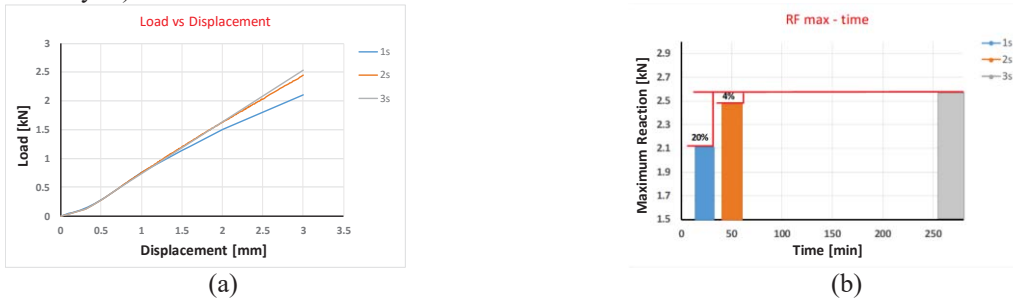 Load vs Displacement
Load [kN]
3
2.5
2
1.5
1
0.5
0
0 0.5 1 1.5 2 2.5 3 3.5
Displacement [mm]
1s
2s
3s
(a)
RF max - time
Maximum Reaction [kN]
2.9
2.7
2.5
2.3
2.1
1.9
1.7
1.5
20%
4%
0 50 100 150 200 250
Time [min]
1s
2s
3s
(b)